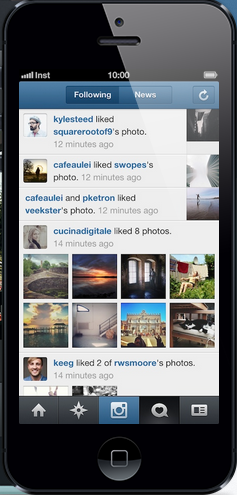 Inst 10:00
Following News
kylesteed liked
squarerootof9's photo.
12 minutes ago
cafeaulei liked swopes's
photo. 12 minutes ago
cafeaulei and pketron liked
veekster's photo. 12 minutes ago
cucinadigitale liked 8 photos.
14 minutes ago
keeg liked 2 of rwsmoore's photos.
14 minutes ago